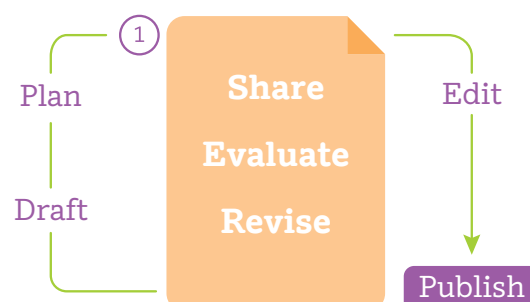 1
Plan
Draft
Share
Evaluate
Revise
Edit
Publish